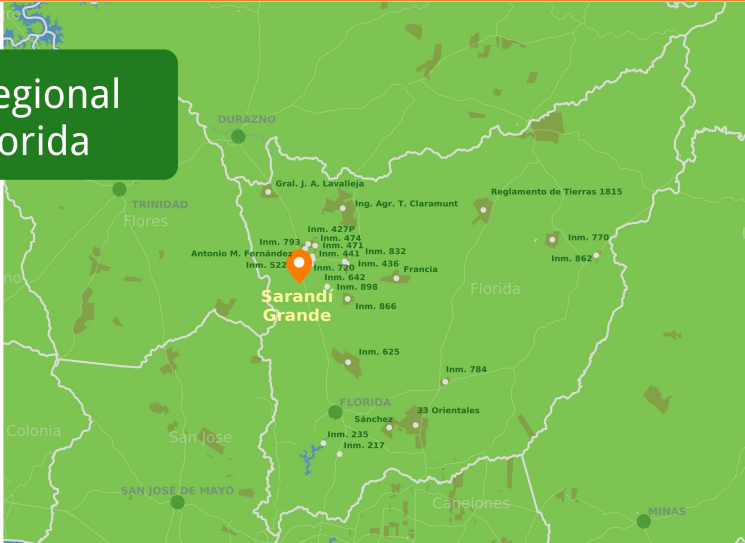 egional
orida
DURAZNO
TRINIDAD
Flores
Gral. J. A. Lavalleja
Ing. Agr. T. Claramunt
Reglamento de Tierras 1815
Inm. 427P
Inm. 474
Inm. 793
Inm. 471
Antonio M. Fernández
Inm. 441
Inm. 832
Inm. 522
Inm. 720
Inm. 436
Francia
Inm. 770
Inm. 862
Inm. 642
Inm. 898
Inm. 866
Sarandí
Grande
Florida
Inm. 625
Inm. 784
FLORIDA
Sánchez
33 Orientales
Inm. 235
Inm. 217
Colonia
San Jose
SAN JOSÉ DE MAYO
Canelones
MINAS